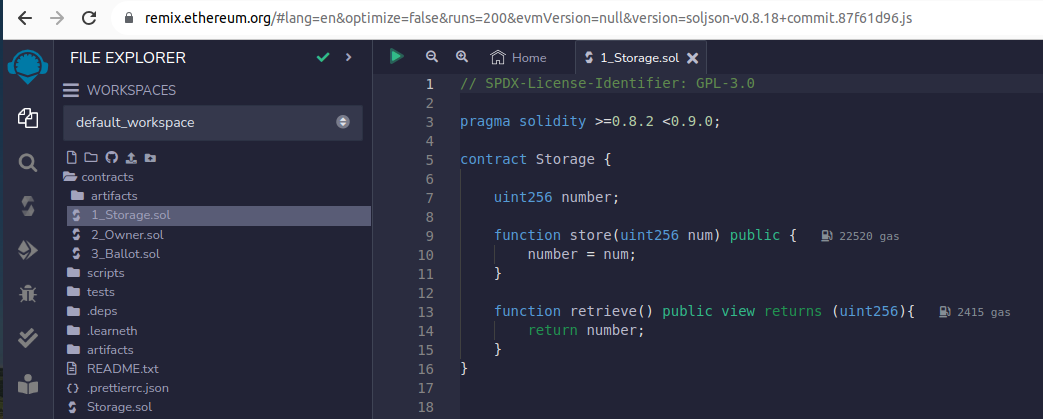 remix.ethereum.org/#lang=en&optimize=false&runs=200&evmVersion=null&version=soljson-v0.8.18+commit.87f61d96.js
FILE EXPLORER
WORKSPACES
default_workspace
contracts
artifacts
1_Storage.sol
2_Owner.sol
3_Ballot.sol
scripts
tests
.deps
.learneth
artifacts
README.txt
.prettierrc.json
Storage.sol
Home
1_Storage.sol
1 // SPDX-License-Identifier: GPL-3.0
2
3 pragma solidity >=0.8.2 <0.9.0;
4
5 contract Storage {
6
7 uint256 number;
8
9 function store(uint256 num) public { 22520 gas
10 number = num;
11 }
12
13 function retrieve() public view returns (uint256){ 2415 gas
14 return number;
15 }
16 }
17
18